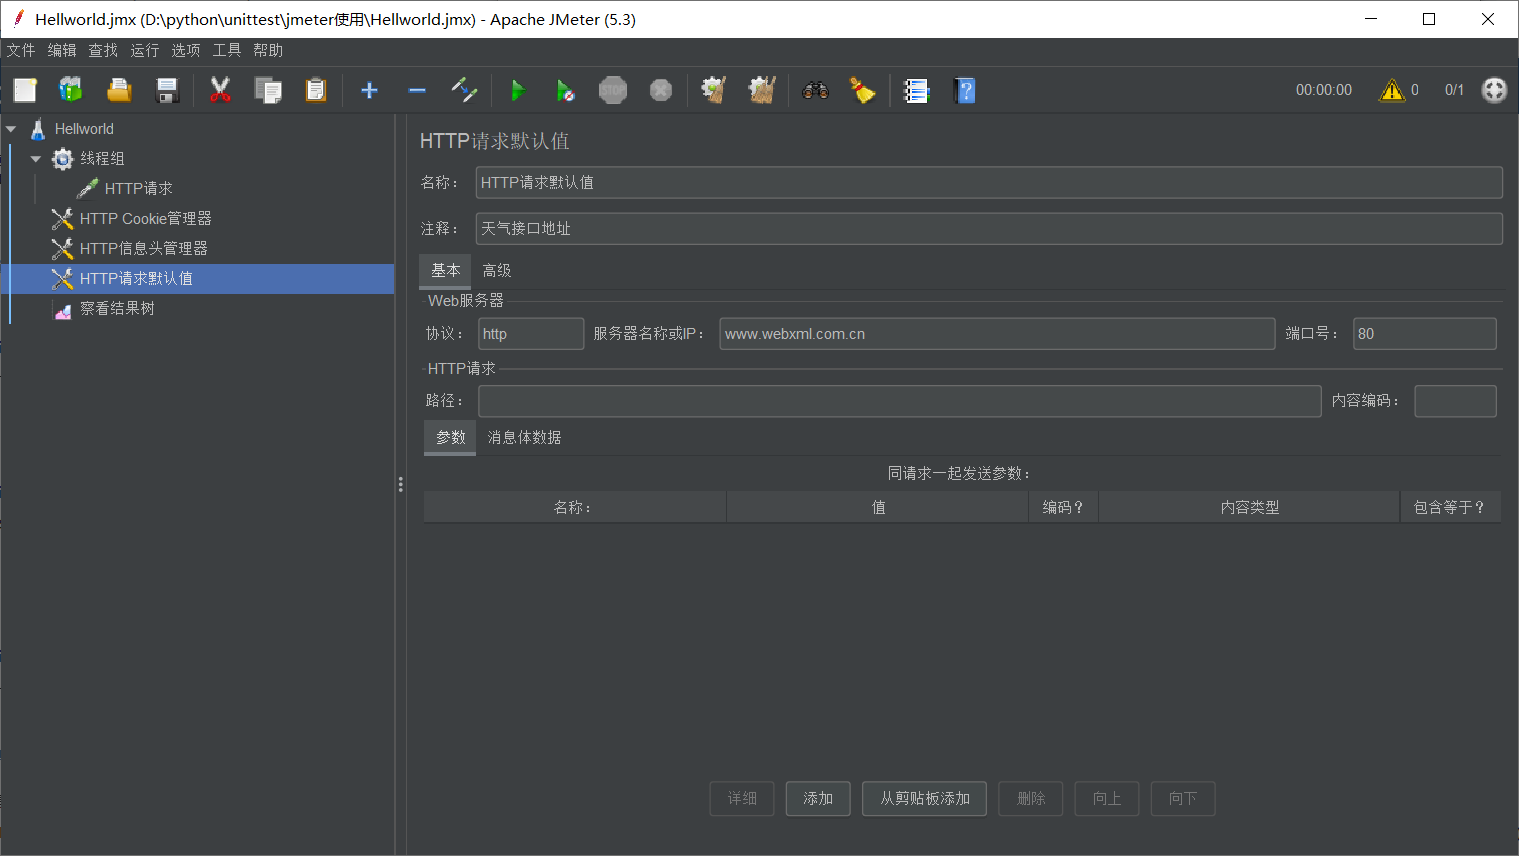 Hellworld.jmx (D:\python\unittest\jmeter使用\Hellworld.jmx) - Apache JMeter (5.3)
文件 编辑 查找 运行 选项 工具 帮助
STOP 00:00:00 0 0/1
Hellworld
线程组
HTTP请求
HTTP Cookie管理器
HTTP信息头管理器
HTTP请求默认值
察看结果树
HTTP请求默认值
名称： HTTP请求默认值
注释： 天气接口地址
基本 高级
Web服务器
协议： http 服务器名称或IP： www.webxml.com.cn 端口号： 80
HTTP请求
路径： 内容编码：
参数 消息体数据
同请求一起发送参数：
名称： 值 编码？ 内容类型 包含等于？
详细 添加 从剪贴板添加 删除 向上 向下